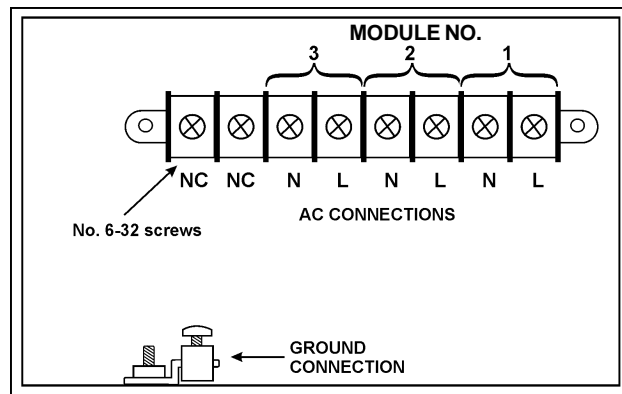 MODULE NO.
3 2 1
NC NC N L N L N L
AC CONNECTIONS
No. 6-32 screws
GROUND
CONNECTION